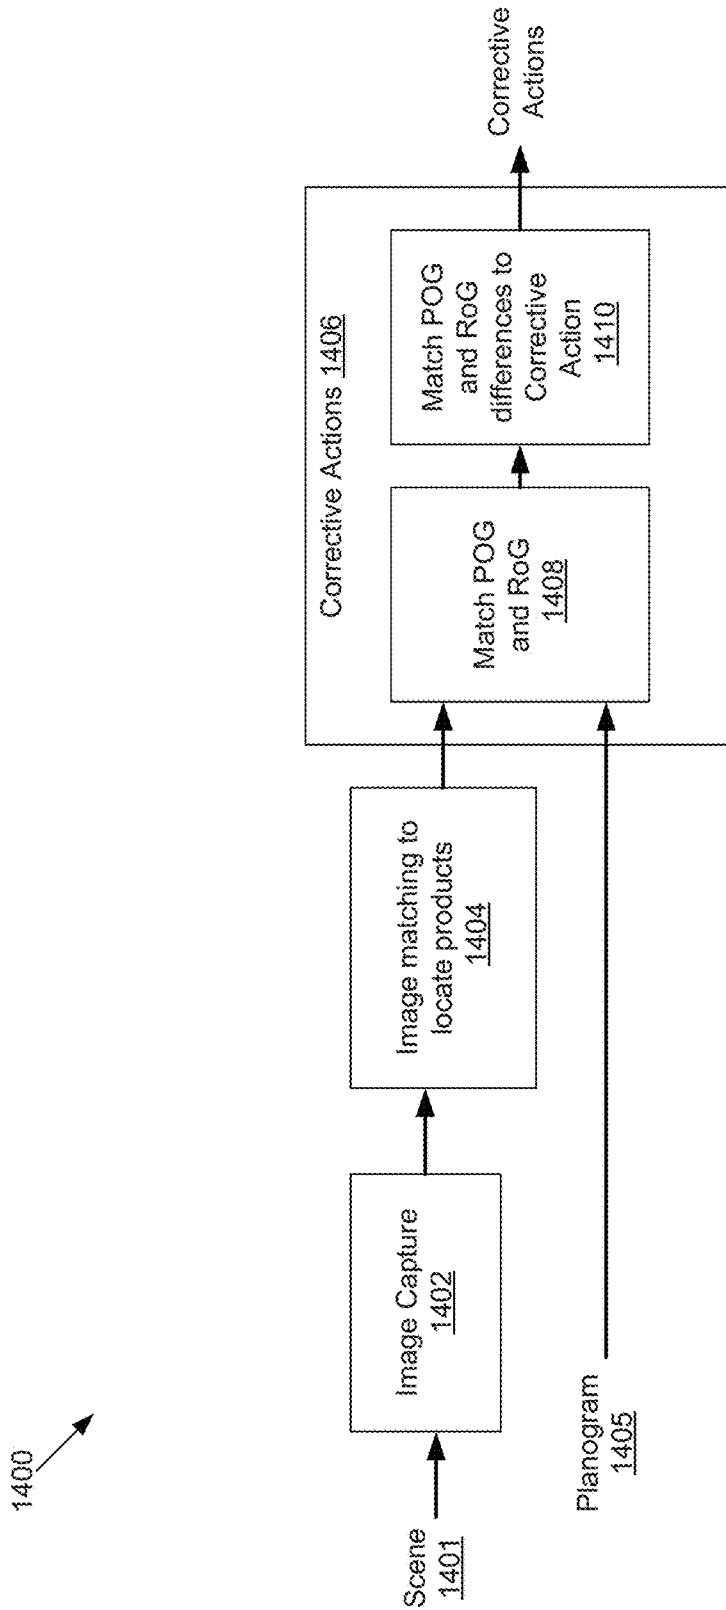 1400
Scene
1401
Image Capture
1402
Image matching to
locate products
1404
Planogram
1405
Corrective Actions 1406
Match POG
and RoG
1408
Match POG
and RoG
differences to
Corrective
Action
1410
Corrective
Actions